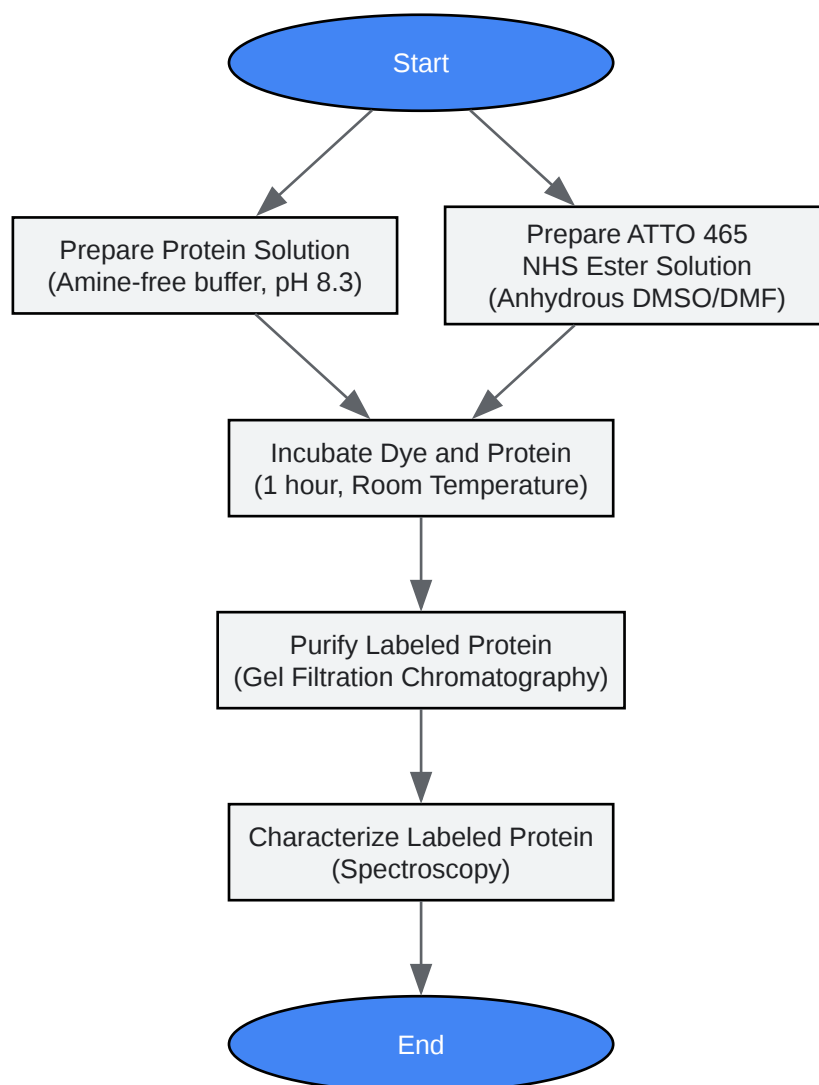 Start
Prepare Protein Solution
(Amine-free buffer, pH 8.3)
Prepare ATTO 465
NHS Ester Solution
(Anhydrous DMSO/DMF)
Incubate Dye and Protein
(1 hour, Room Temperature)
Purify Labeled Protein
(Gel Filtration Chromatography)
Characterize Labeled Protein
(Spectroscopy)
End